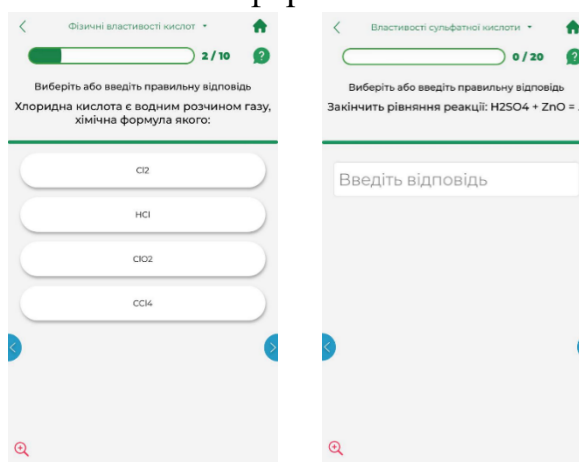 Фізичні властивості кислот
2 / 10
?
Виберіть або введіть правильну відповідь
Хлоридна кислота є водним розчином газу,
хімічна формула якого:
Cl2
HCl
ClO2
CCl4
Властивості сульфатної кислоти
0 / 20
?
Виберіть або введіть правильну відповідь
Закінчить рівняння реакції: H2SO4 + ZnO =
Введіть відповідь